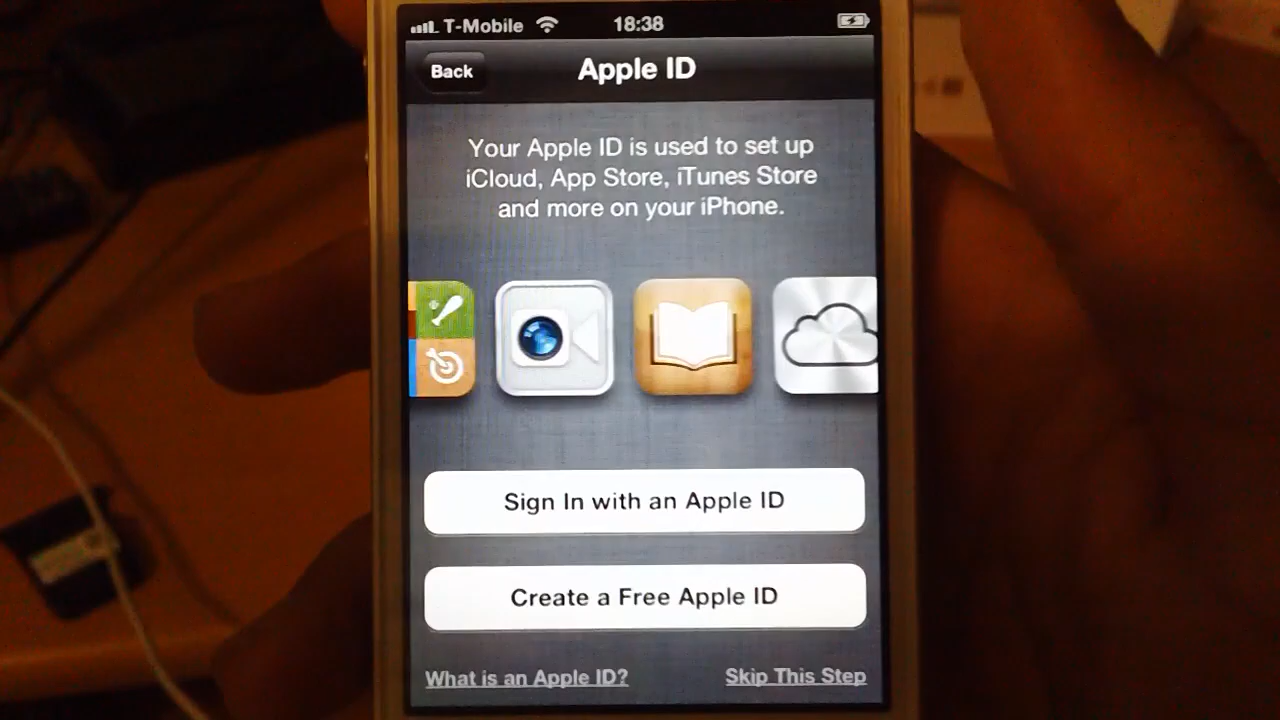 T-Mobile 18:38
Back Apple ID
Your Apple ID is used to set up
iCloud, App Store, iTunes Store
and more on your iPhone.
Sign In with an Apple ID
Create a Free Apple ID
What is an Apple ID? Skip This Step